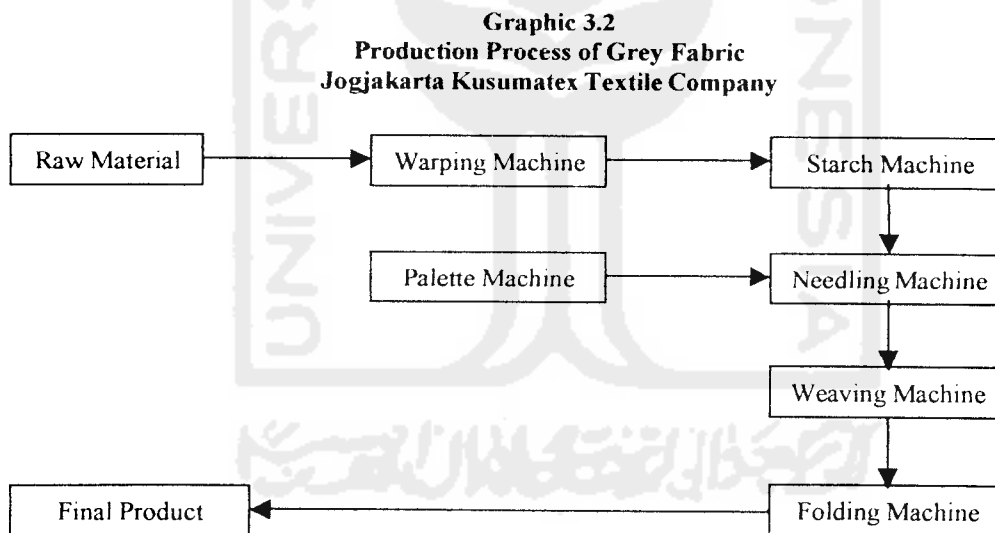 Graphic 3.2
Production Process of Grey Fabric
Jogjakarta Kusumatex Textile Company
Raw Material
Warping Machine
Starch Machine
Palette Machine
Needling Machine
Weaving Machine
Final Product
Folding Machine